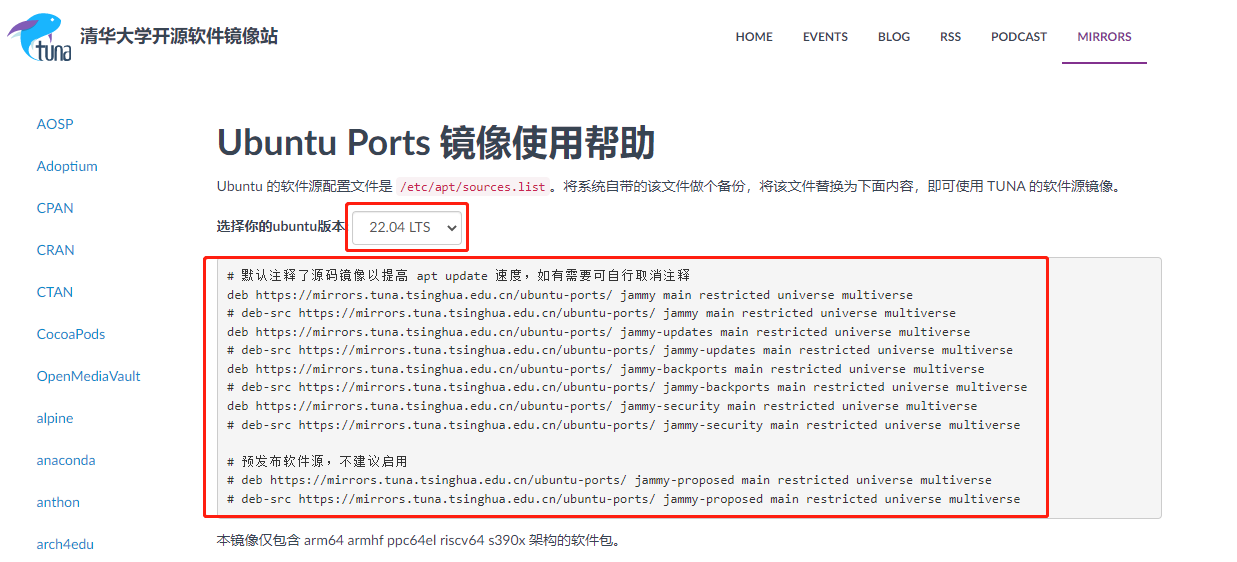 tuna 清华大学开源软件镜像站
HOME EVENTS BLOG RSS PODCAST MIRRORS
AOSP
Adoptium
CPAN
CRAN
CTAN
CocoaPods
OpenMediaVault
alpine
anaconda
anthon
arch4edu
Ubuntu Ports 镜像使用帮助
Ubuntu 的软件源配置文件是 /etc/apt/sources.list。将系统自带的该文件做个备份，将该文件替换为下面内容，即可使用 TUNA 的软件源镜像。
选择你的ubuntu版本 22.04 LTS
# 默认注释了源码镜像以提高 apt update 速度，如有需要可自行取消注释
deb https://mirrors.tuna.tsinghua.edu.cn/ubuntu-ports/ jammy main restricted universe multiverse
# deb-src https://mirrors.tuna.tsinghua.edu.cn/ubuntu-ports/ jammy main restricted universe multiverse
deb https://mirrors.tuna.tsinghua.edu.cn/ubuntu-ports/ jammy-updates main restricted universe multiverse
# deb-src https://mirrors.tuna.tsinghua.edu.cn/ubuntu-ports/ jammy-updates main restricted universe multiverse
deb https://mirrors.tuna.tsinghua.edu.cn/ubuntu-ports/ jammy-backports main restricted universe multiverse
# deb-src https://mirrors.tuna.tsinghua.edu.cn/ubuntu-ports/ jammy-backports main restricted universe multiverse
deb https://mirrors.tuna.tsinghua.edu.cn/ubuntu-ports/ jammy-security main restricted universe multiverse
# deb-src https://mirrors.tuna.tsinghua.edu.cn/ubuntu-ports/ jammy-security main restricted universe multiverse
# 预发布软件源，不建议启用
# deb https://mirrors.tuna.tsinghua.edu.cn/ubuntu-ports/ jammy-proposed main restricted universe multiverse
# deb-src https://mirrors.tuna.tsinghua.edu.cn/ubuntu-ports/ jammy-proposed main restricted universe multiverse
本镜像仅包含 arm64 armhf ppc64el riscv64 s390x 架构的软件包。